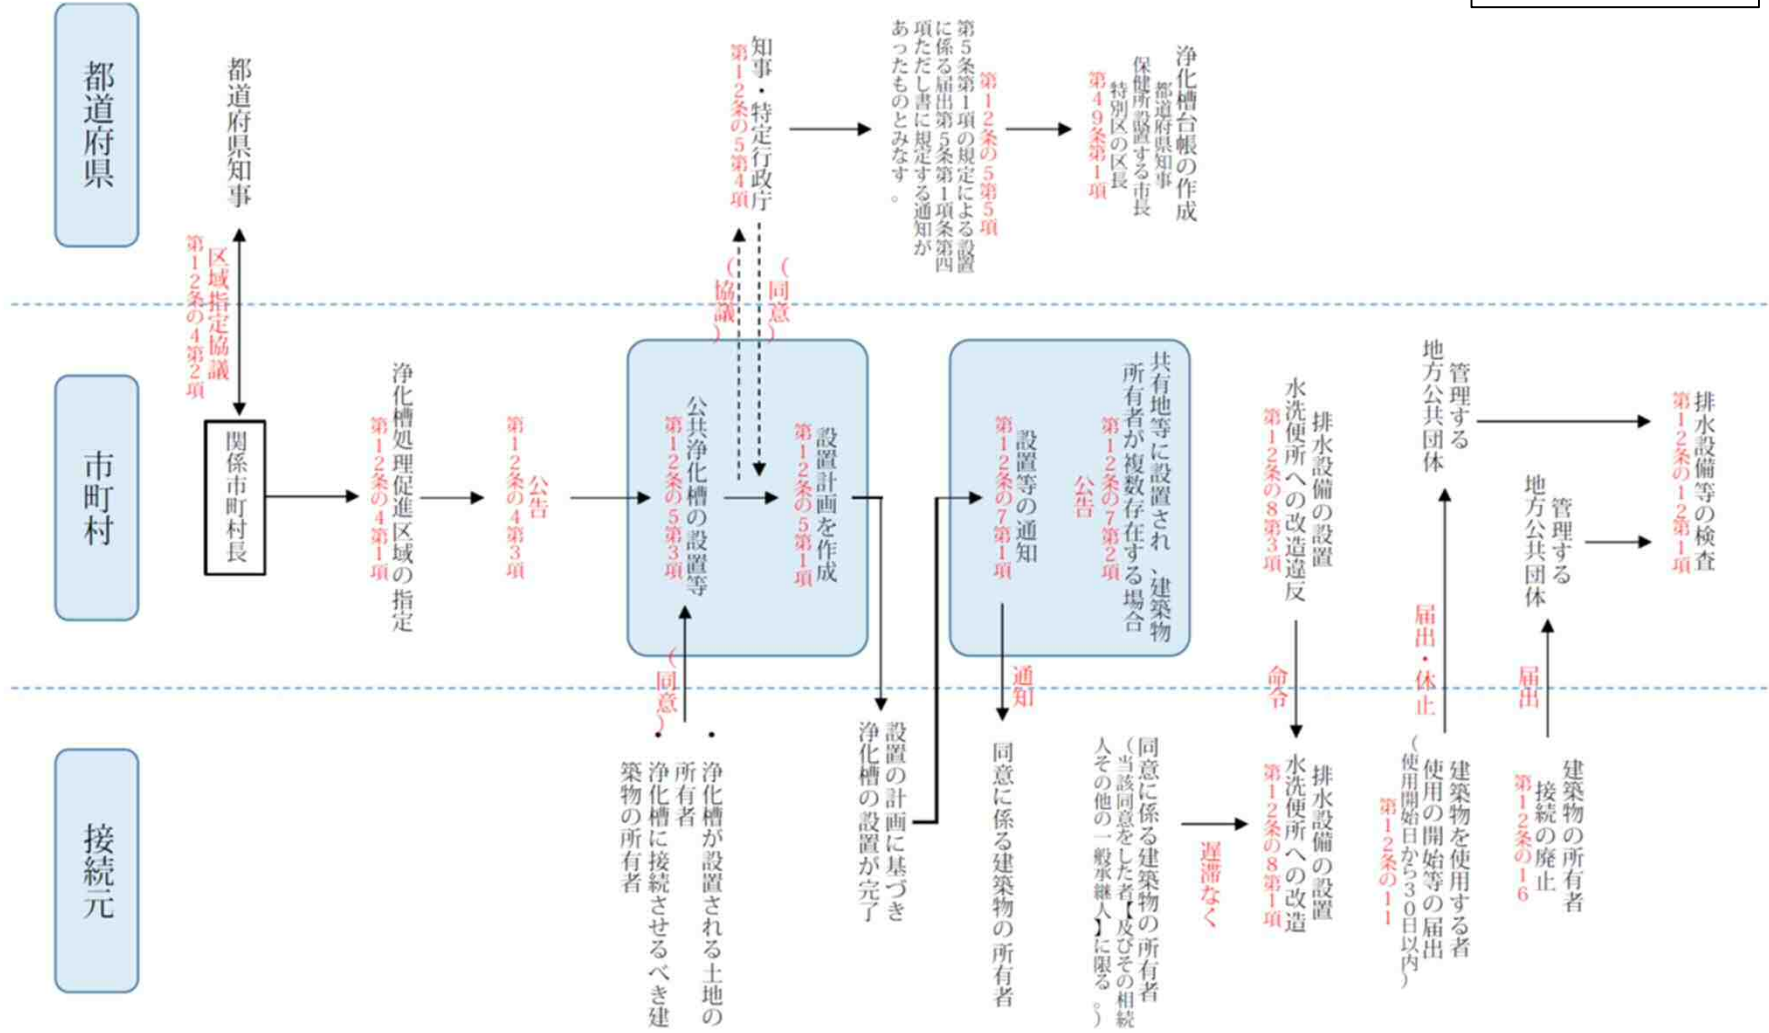 都道府県
都道府県知事
区域指定協議
第12条の4第2項
知事・特定行政庁
第12条の5第4項
第12条の5第5項
第5条第1項の規定による設置
に係る届出第5条第1項条第四
項ただし書に規定する通知が
あったものとみなす。
浄化槽台帳の作成
都道府県知事
保健所設置する市長
特別区の区長
第49条第1項
(協議)
(同意)
市町村
関係市町村長
浄化槽処理促進区域の指定
第12条の4第1項
公告
第12条の4第3項
公共浄化槽の設置等
第12条の5第3項
設置計画を作成
第12条の5第1項
設置等の通知
第12条の7第1項
共有地等に設置され、建築物
所有者が複数存在する場合
第12条の7第2項
公告
排水設備の設置
水洗便所への改造違反
第12条の8第3項
管理する
地方公共団体
管理する
地方公共団体
排水設備等の検査
第12条の12第1項
(同意)
通知
命令
届出・休止
届出
接続元
・浄化槽が設置される土地の
所有者
・浄化槽に接続させるべき建
築物の所有者
設置の計画に基づき
浄化槽の設置が完了
同意に係る建築物の所有者
同意に係る建築物の所有者
(当該同意をした者【及びその相続
人その他の一般承継人】に限る。)
遅滞なく
排水設備の設置
水洗便所への改造
第12条の8第1項
建築物を使用する者
使用の開始等の届出
(使用開始日から30日以内)
第12条の11
建築物の所有者
接続の廃止
第12条の16